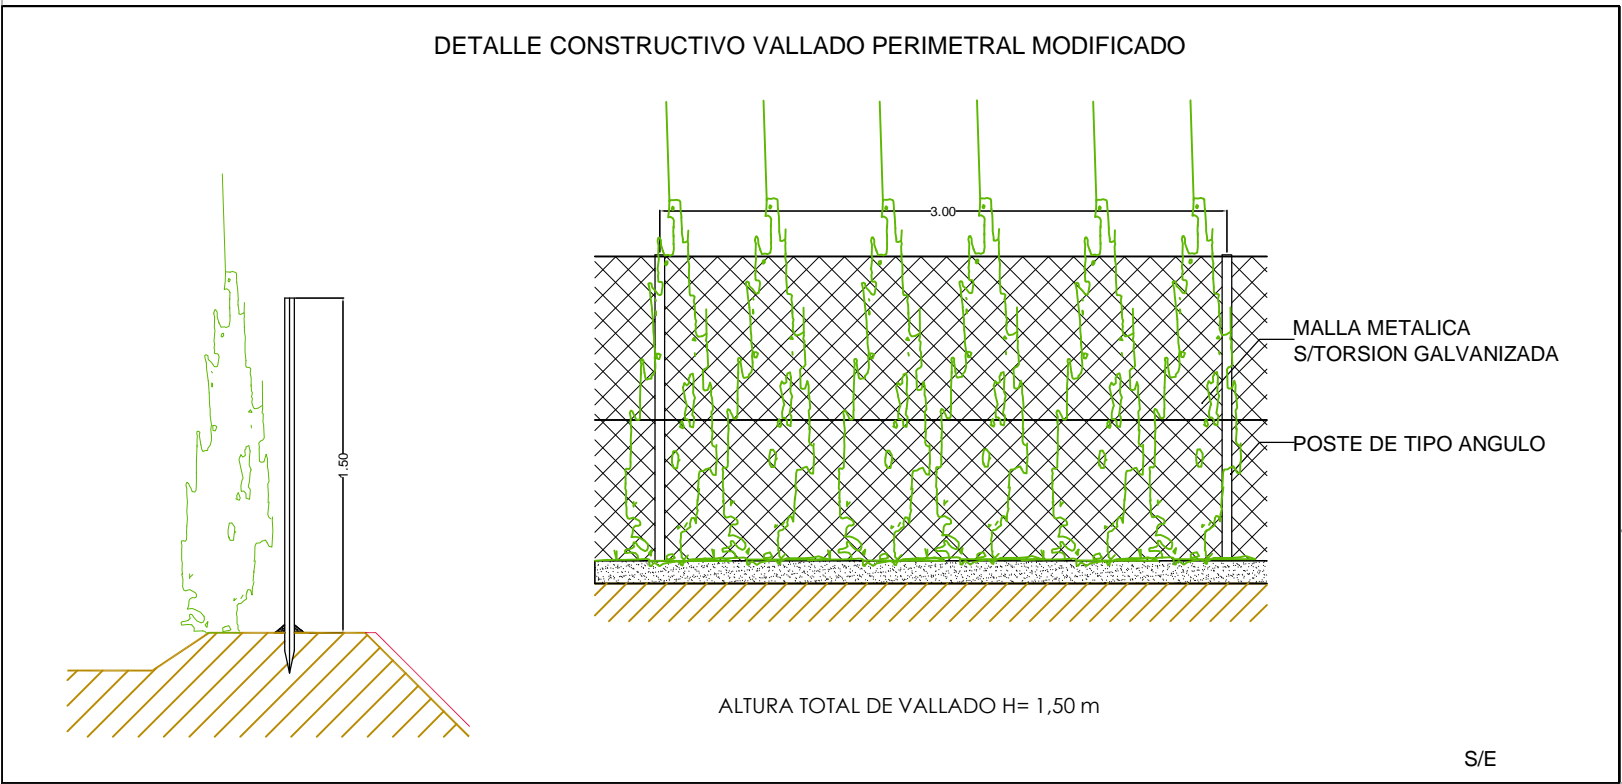 DETALLE CONSTRUCTIVO VALLADO PERIMETRAL MODIFICADO
3.00
1.50
MALLA METALICA
S/TORSION GALVANIZADA
POSTE DE TIPO ANGULO
ALTURA TOTAL DE VALLADO H= 1,50 m
S/E